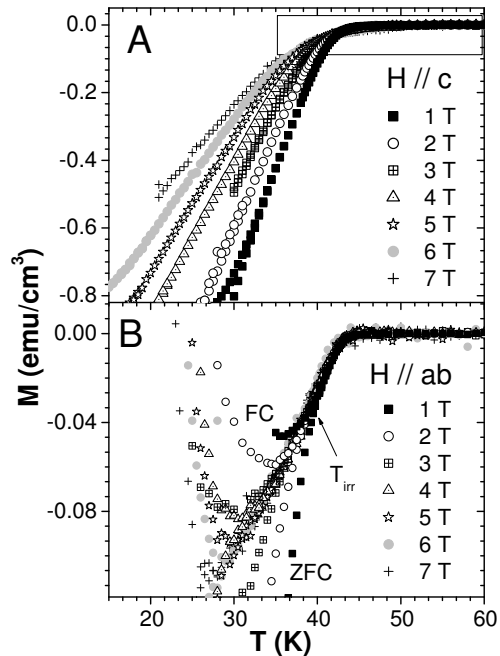 A
0.0
-0.2
-0.4
-0.6
-0.8
H // c
1 T
2 T
3 T
4 T
5 T
6 T
7 T
M (emu/cm³)
B
0.00
-0.04
-0.08
FC
ZFC
T_irr
H // ab
1 T
2 T
3 T
4 T
5 T
6 T
7 T
20 30 40 50 60
T (K)